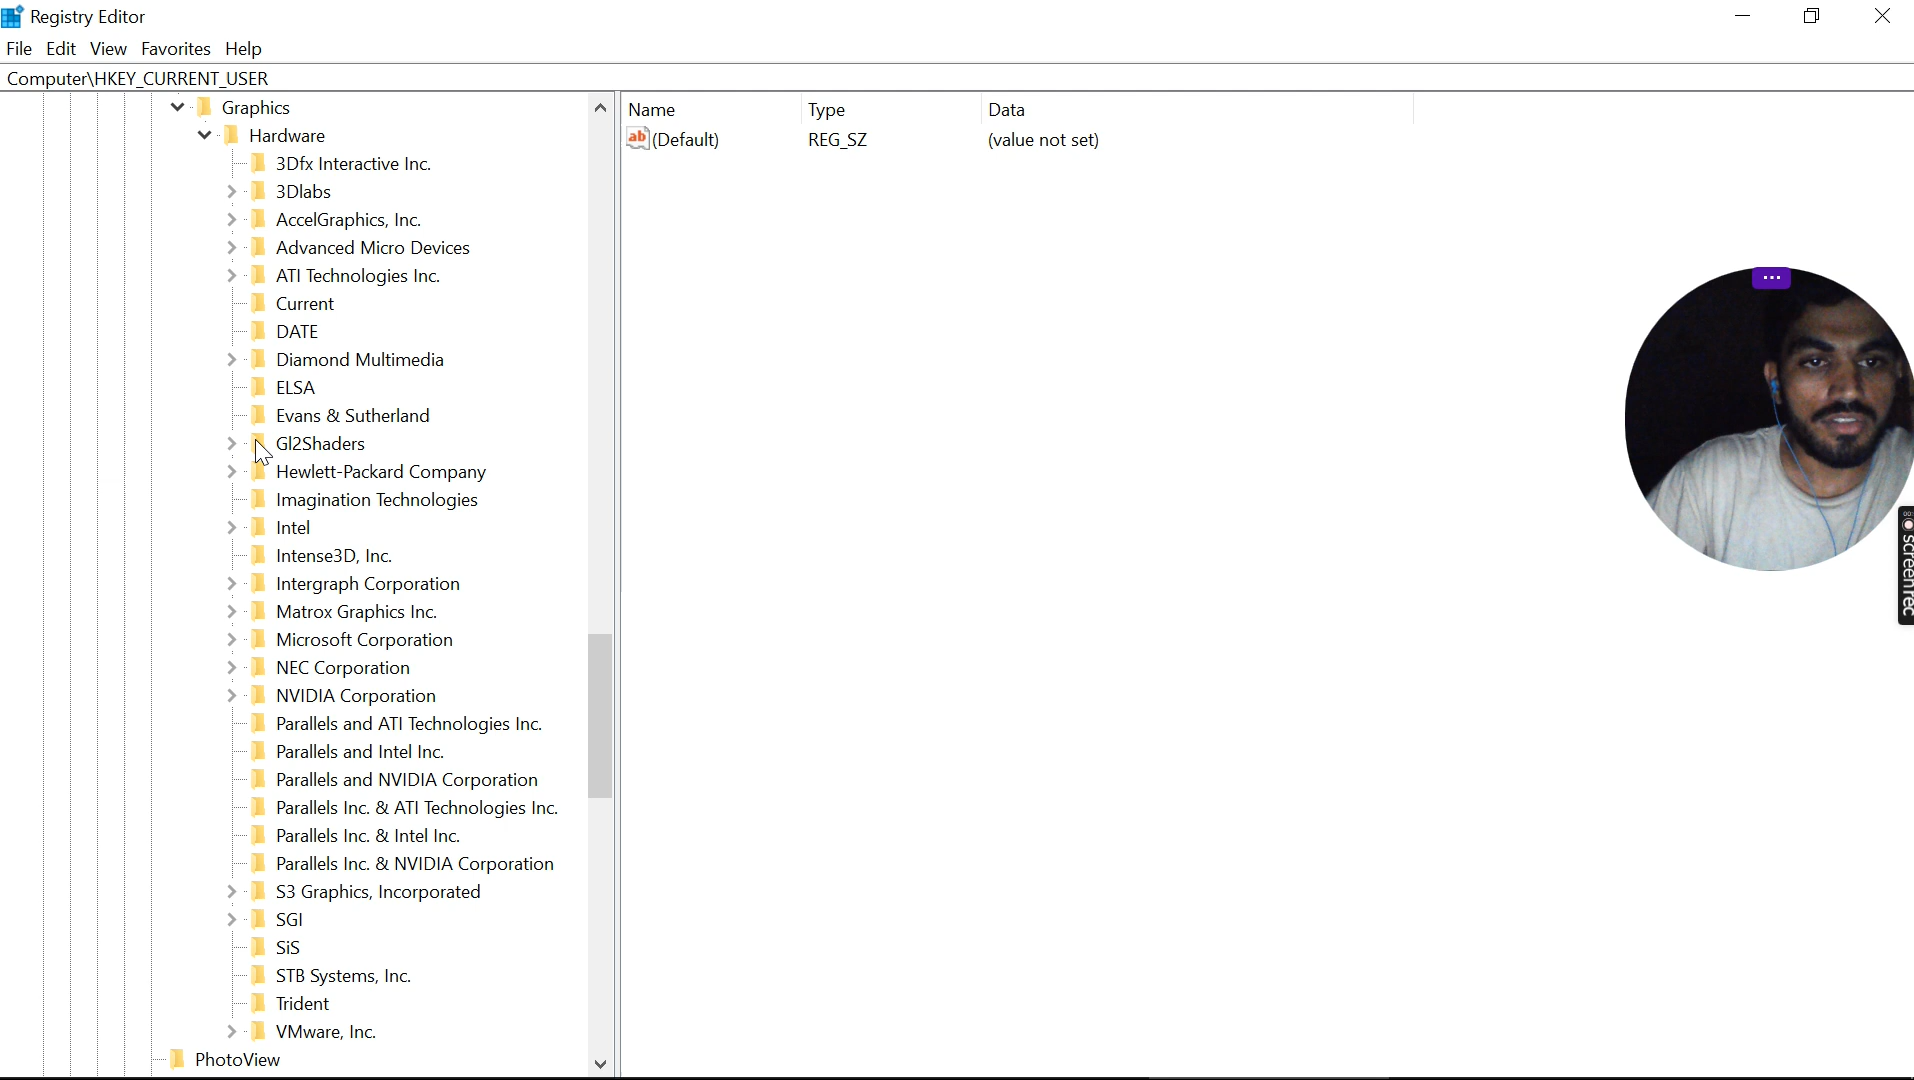 Registry Editor
File Edit View Favorites Help
Computer\HKEY_CURRENT_USER
Graphics
Hardware
3Dfx Interactive Inc.
3Dlabs
AccelGraphics, Inc.
Advanced Micro Devices
ATI Technologies Inc.
Current
DATE
Diamond Multimedia
ELSA
Evans & Sutherland
Gl2Shaders
Hewlett-Packard Company
Imagination Technologies
Intel
Intense3D, Inc.
Intergraph Corporation
Matrox Graphics Inc.
Microsoft Corporation
NEC Corporation
NVIDIA Corporation
Parallels and ATI Technologies Inc.
Parallels and Intel Inc.
Parallels and NVIDIA Corporation
Parallels Inc. & ATI Technologies Inc.
Parallels Inc. & Intel Inc.
Parallels Inc. & NVIDIA Corporation
S3 Graphics, Incorporated
SGI
SiS
STB Systems, Inc.
Trident
VMware, Inc.
PhotoView
Name Type Data
ab (Default) REG_SZ (value not set)
screenrec